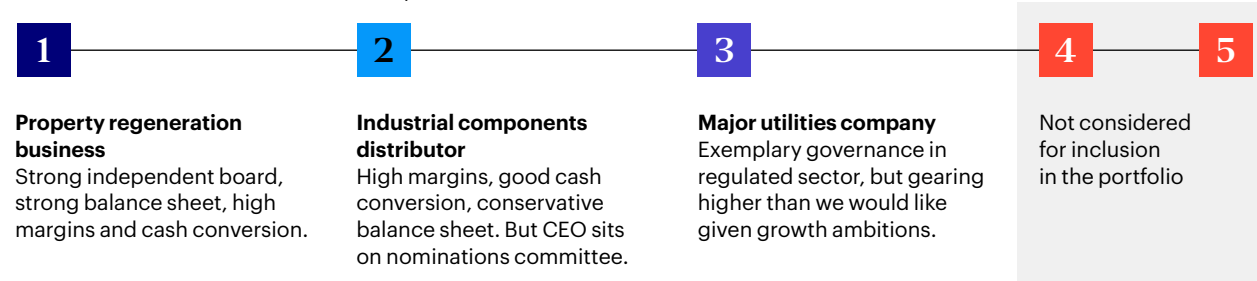 1
2
3
4
5
Property regeneration
business
Strong independent board,
strong balance sheet, high
margins and cash conversion.
Industrial components
distributor
High margins, good cash
conversion, conservative
balance sheet. But CEO sits
on nominations committee.
Major utilities company
Exemplary governance in
regulated sector, but gearing
higher than we would like
given growth ambitions.
Not considered
for inclusion
in the portfolio